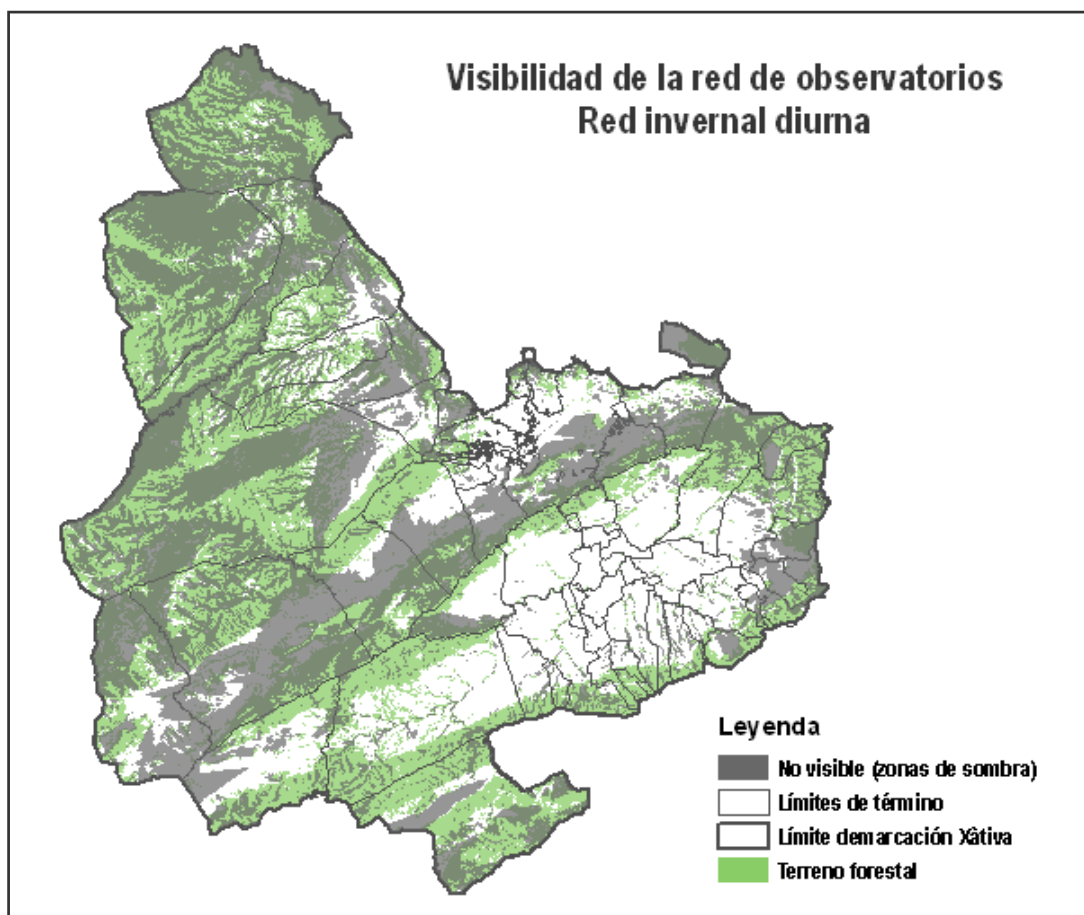 Visibilidad de la red de observatorios
Red invernal diurna
Leyenda
No visible (zonas de sombra)
Límites de término
Límite demarcación Xâtiva
Terreno forestal